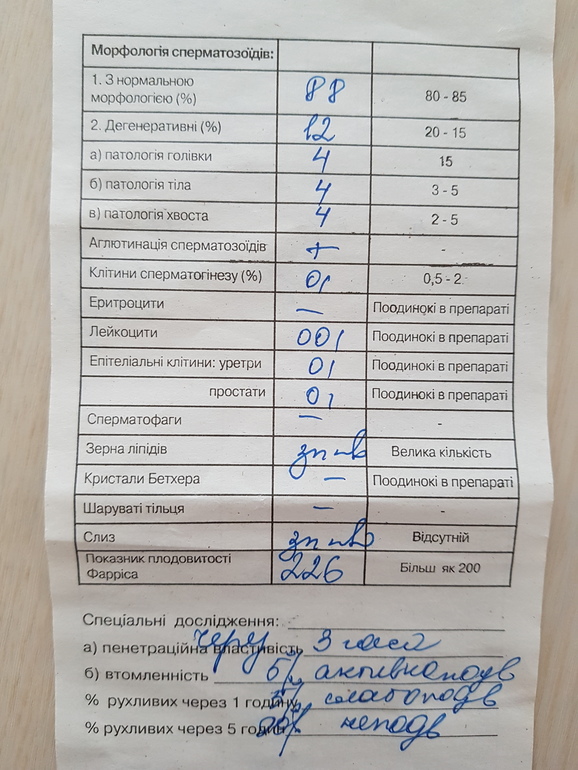 Морфологія сперматозоїдів:
1. З нормальною
морфологією (%) 88 80 - 85
2. Дегенеративні (%) 12 20 - 15
а) патологія голівки 4 15
б) патологія тіла 4 3 - 5
в) патологія хвоста 4 2 - 5
Аглютинація сперматозоїдів + -
Клітини сперматогінезу (%) 01 0,5 - 2
Еритроцити — Поодинокі в препараті
Лейкоцити 001 Поодинокі в препараті
Епітеліальні клітини: уретри 01 Поодинокі в препараті
простати 01 Поодинокі в препараті
Сперматофаги — -
Зерна ліпідів Велика кількість
Кристали Бетхера — Поодинокі в препараті
Шаруваті тільця — -
Слиз Відсутній
Показник плодовитості
Фарріса 226 Більш як 200
Спеціальні дослідження:
а) пенетраційна властивість 3 часа
б) втомленність 5%
% рухливих через 1 годину
% рухливих через 5 годин